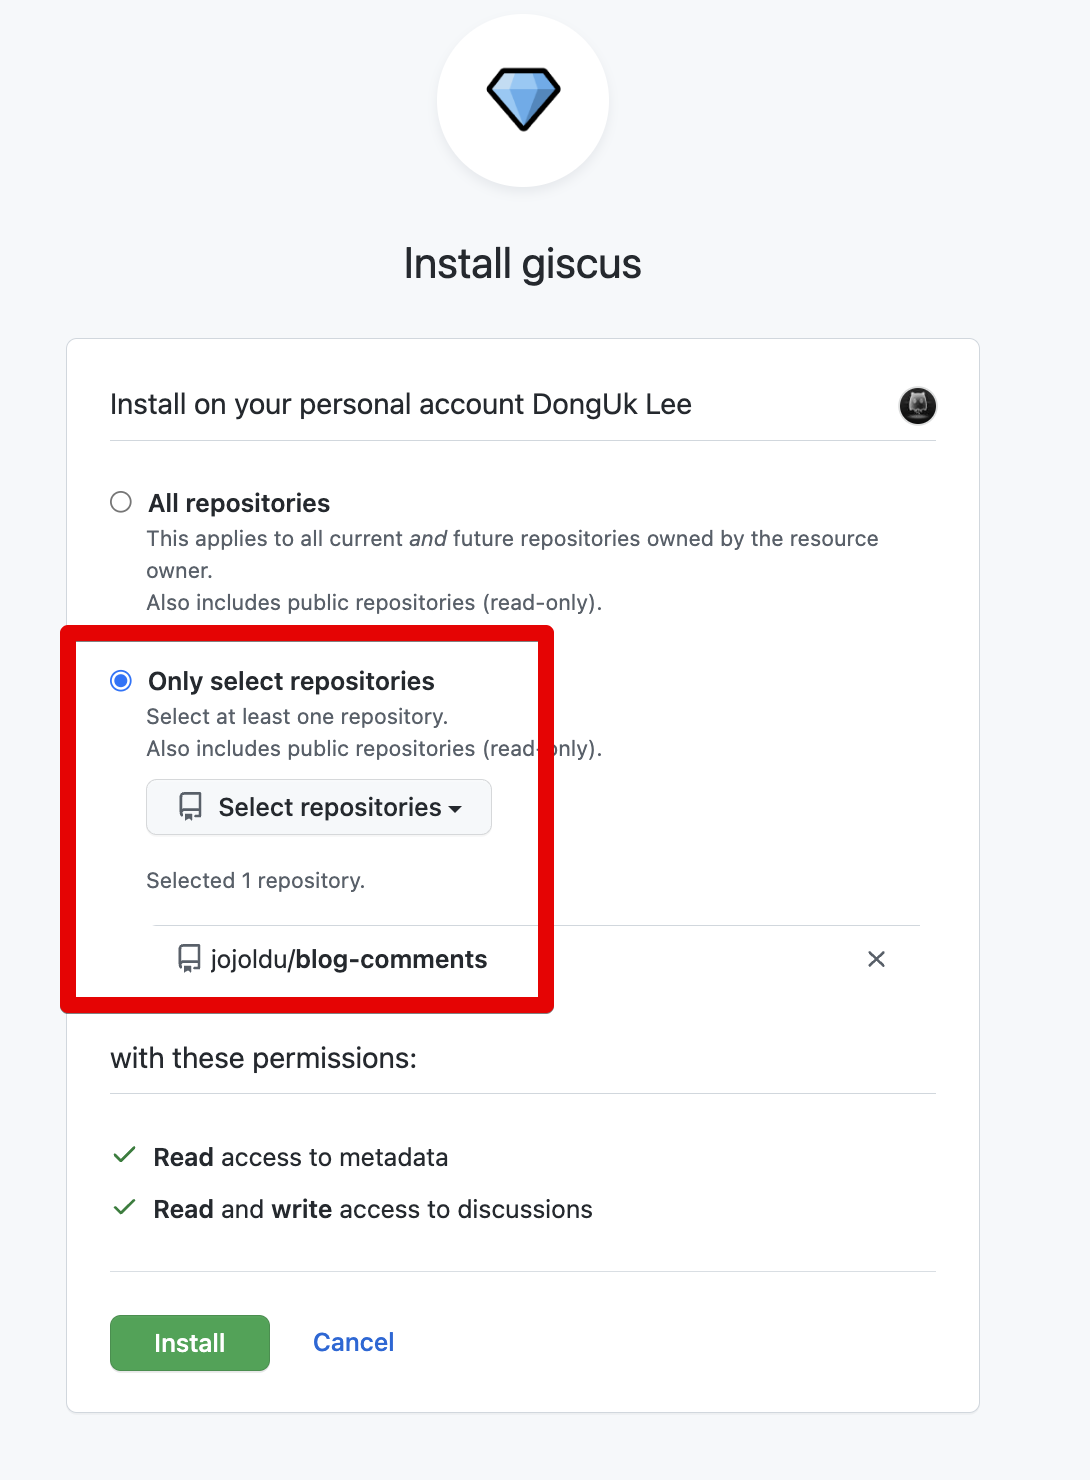 Install giscus
Install on your personal account DongUk Lee
All repositories
This applies to all current and future repositories owned by the resource
owner.
Also includes public repositories (read-only).
Only select repositories
Select at least one repository.
Also includes public repositories (read-only).
Select repositories
Selected 1 repository.
jojoldu/blog-comments
with these permissions:
Read access to metadata
Read and write access to discussions
Install Cancel